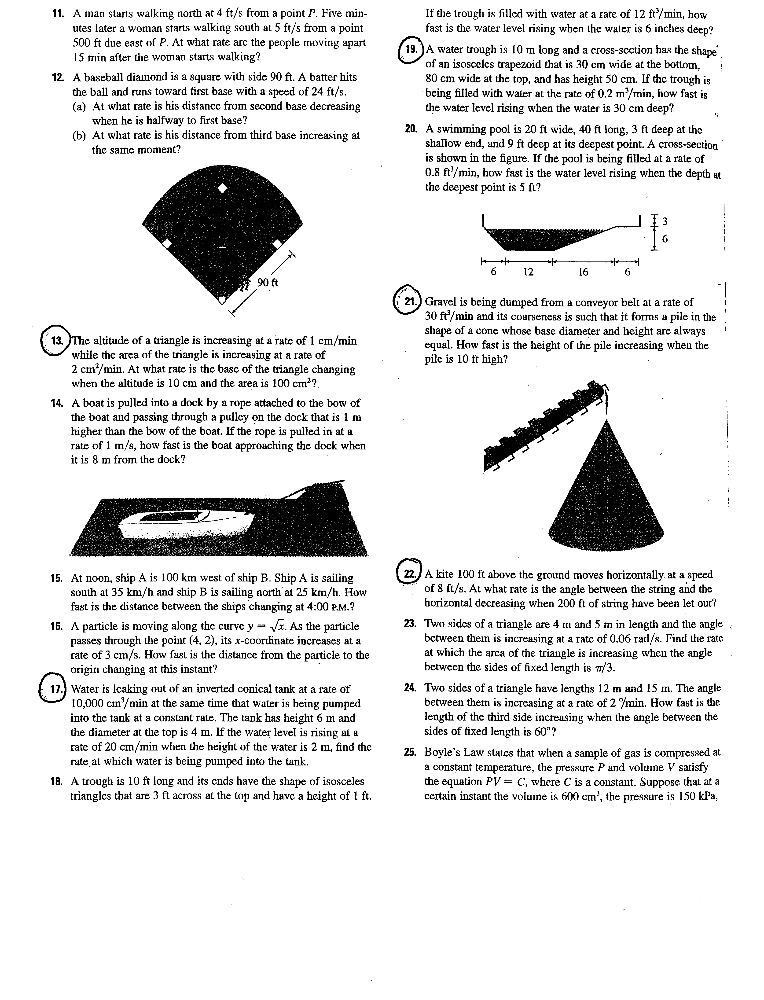 11. A man starts walking north at 4 ft/s from a point P. Five min-
utes later a woman starts walking south at 5 ft/s from a point
500 ft due east of P. At what rate are the people moving apart
15 min after the woman starts walking?
12. A baseball diamond is a square with side 90 ft. A batter hits
the ball and runs toward first base with a speed of 24 ft/s.
(a) At what rate is his distance from second base decreasing
when he is halfway to first base?
(b) At what rate is his distance from third base increasing at
the same moment?
90 ft
13. The altitude of a triangle is increasing at a rate of 1 cm/min
while the area of the triangle is increasing at a rate of
2 cm²/min. At what rate is the base of the triangle changing
when the altitude is 10 cm and the area is 100 cm²?
14. A boat is pulled into a dock by a rope attached to the bow of
the boat and passing through a pulley on the dock that is 1 m
higher than the bow of the boat. If the rope is pulled in at a
rate of 1 m/s, how fast is the boat approaching the dock when
it is 8 m from the dock?
15. At noon, ship A is 100 km west of ship B. Ship A is sailing
south at 35 km/h and ship B is sailing north at 25 km/h. How
fast is the distance between the ships changing at 4:00 P.M.?
16. A particle is moving along the curve y = √x. As the particle
passes through the point (4, 2), its x-coordinate increases at a
rate of 3 cm/s. How fast is the distance from the particle to the
origin changing at this instant?
17. Water is leaking out of an inverted conical tank at a rate of
10,000 cm³/min at the same time that water is being pumped
into the tank at a constant rate. The tank has height 6 m and
the diameter at the top is 4 m. If the water level is rising at a
rate of 20 cm/min when the height of the water is 2 m, find the
rate at which water is being pumped into the tank.
18. A trough is 10 ft long and its ends have the shape of isosceles
triangles that are 3 ft across at the top and have a height of 1 ft.
If the trough is filled with water at a rate of 12 ft³/min, how
fast is the water level rising when the water is 6 inches deep?
19. A water trough is 10 m long and a cross-section has the shape
of an isosceles trapezoid that is 30 cm wide at the bottom,
80 cm wide at the top, and has height 50 cm. If the trough is
being filled with water at the rate of 0.2 m³/min, how fast is
the water level rising when the water is 30 cm deep?
20. A swimming pool is 20 ft wide, 40 ft long, 3 ft deep at the
shallow end, and 9 ft deep at its deepest point. A cross-section
is shown in the figure. If the pool is being filled at a rate of
0.8 ft³/min, how fast is the water level rising when the depth at
the deepest point is 5 ft?
3
6
6 12 16 6
21. Gravel is being dumped from a conveyor belt at a rate of
30 ft³/min and its coarseness is such that it forms a pile in the
shape of a cone whose base diameter and height are always
equal. How fast is the height of the pile increasing when the
pile is 10 ft high?
22. A kite 100 ft above the ground moves horizontally at a speed
of 8 ft/s. At what rate is the angle between the string and the
horizontal decreasing when 200 ft of string have been let out?
23. Two sides of a triangle are 4 m and 5 m in length and the angle
between them is increasing at a rate of 0.06 rad/s. Find the rate
at which the area of the triangle is increasing when the angle
between the sides of fixed length is π/3.
24. Two sides of a triangle have lengths 12 m and 15 m. The angle
between them is increasing at a rate of 2 °/min. How fast is the
length of the third side increasing when the angle between the
sides of fixed length is 60°?
25. Boyle's Law states that when a sample of gas is compressed at
a constant temperature, the pressure P and volume V satisfy
the equation PV = C, where C is a constant. Suppose that at a
certain instant the volume is 600 cm³, the pressure is 150 kPa,